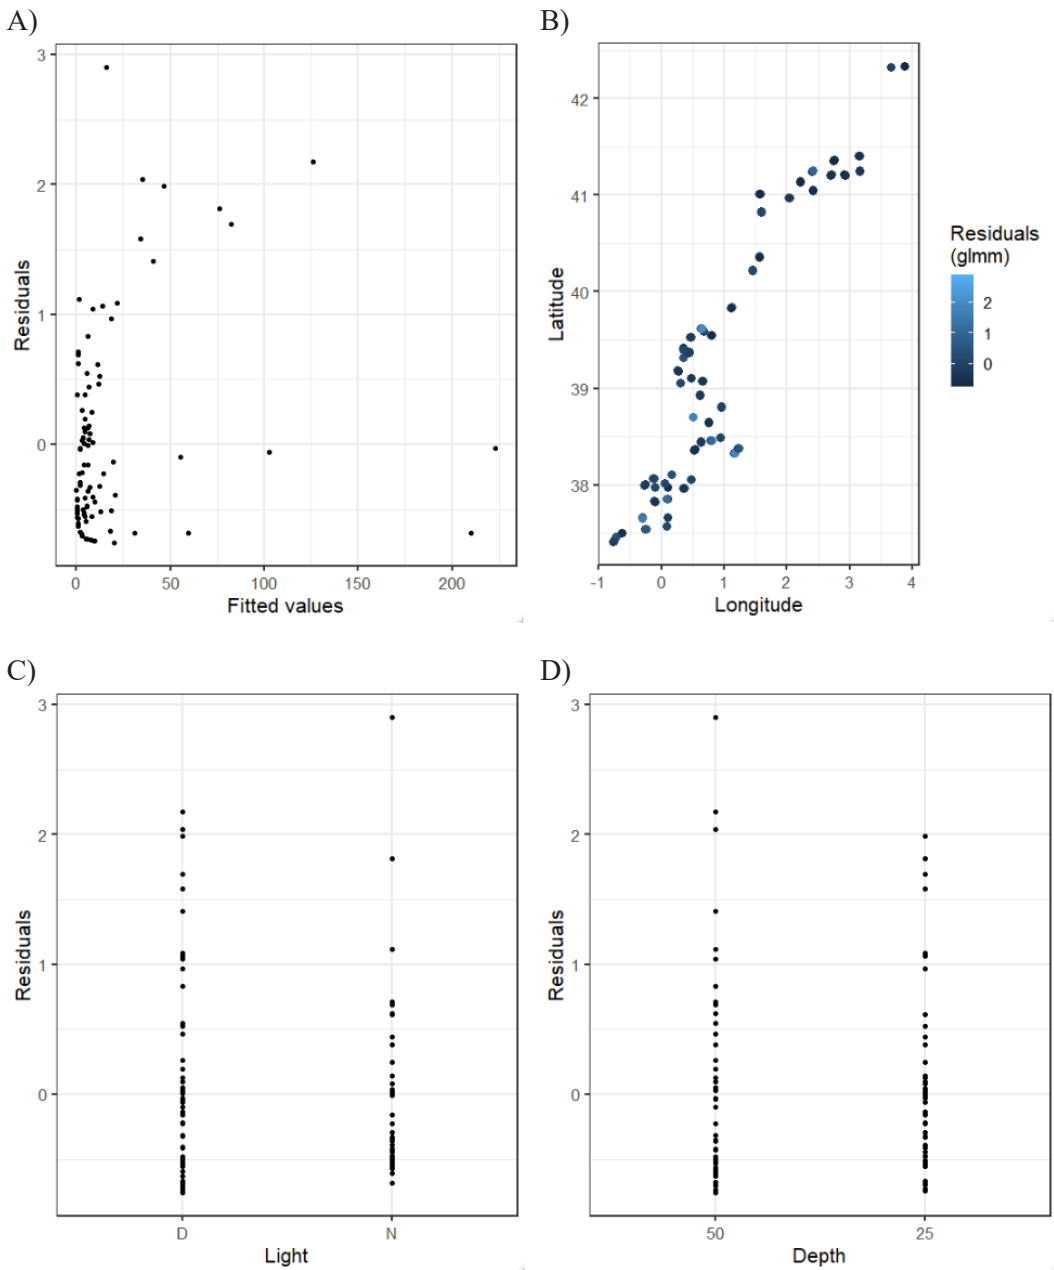 A)
B)
3
2
1
0
Residuals
0
50
100
150
200
Fitted values
42
41
40
39
38
Latitude
-1
0
1
2
3
4
Longitude
Residuals
(glmm)
2
1
0
C)
D)
3
2
1
0
Residuals
D
N
Light
3
2
1
0
Residuals
50
25
Depth